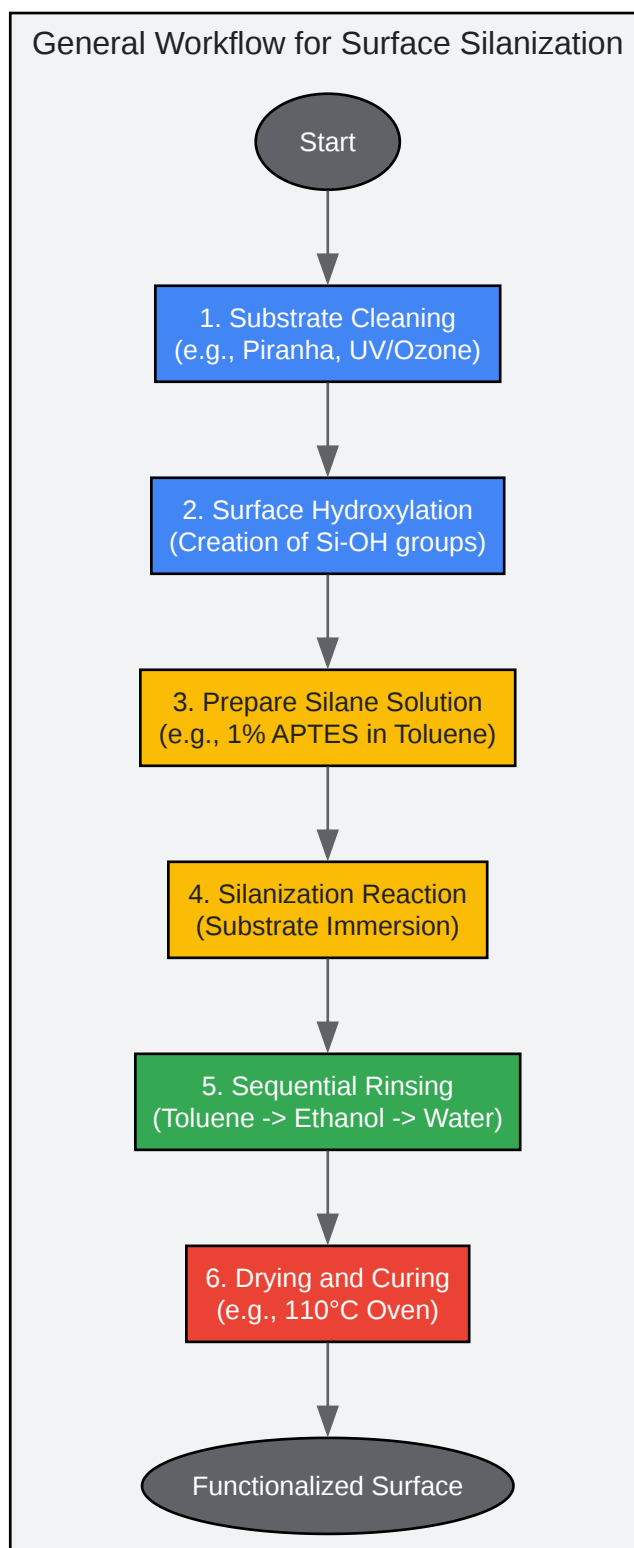 General Workflow for Surface Silanization
Start
1. Substrate Cleaning
(e.g., Piranha, UV/Ozone)
2. Surface Hydroxylation
(Creation of Si-OH groups)
3. Prepare Silane Solution
(e.g., 1% APTES in Toluene)
4. Silanization Reaction
(Substrate Immersion)
5. Sequential Rinsing
(Toluene -> Ethanol -> Water)
6. Drying and Curing
(e.g., 110°C Oven)
Functionalized Surface